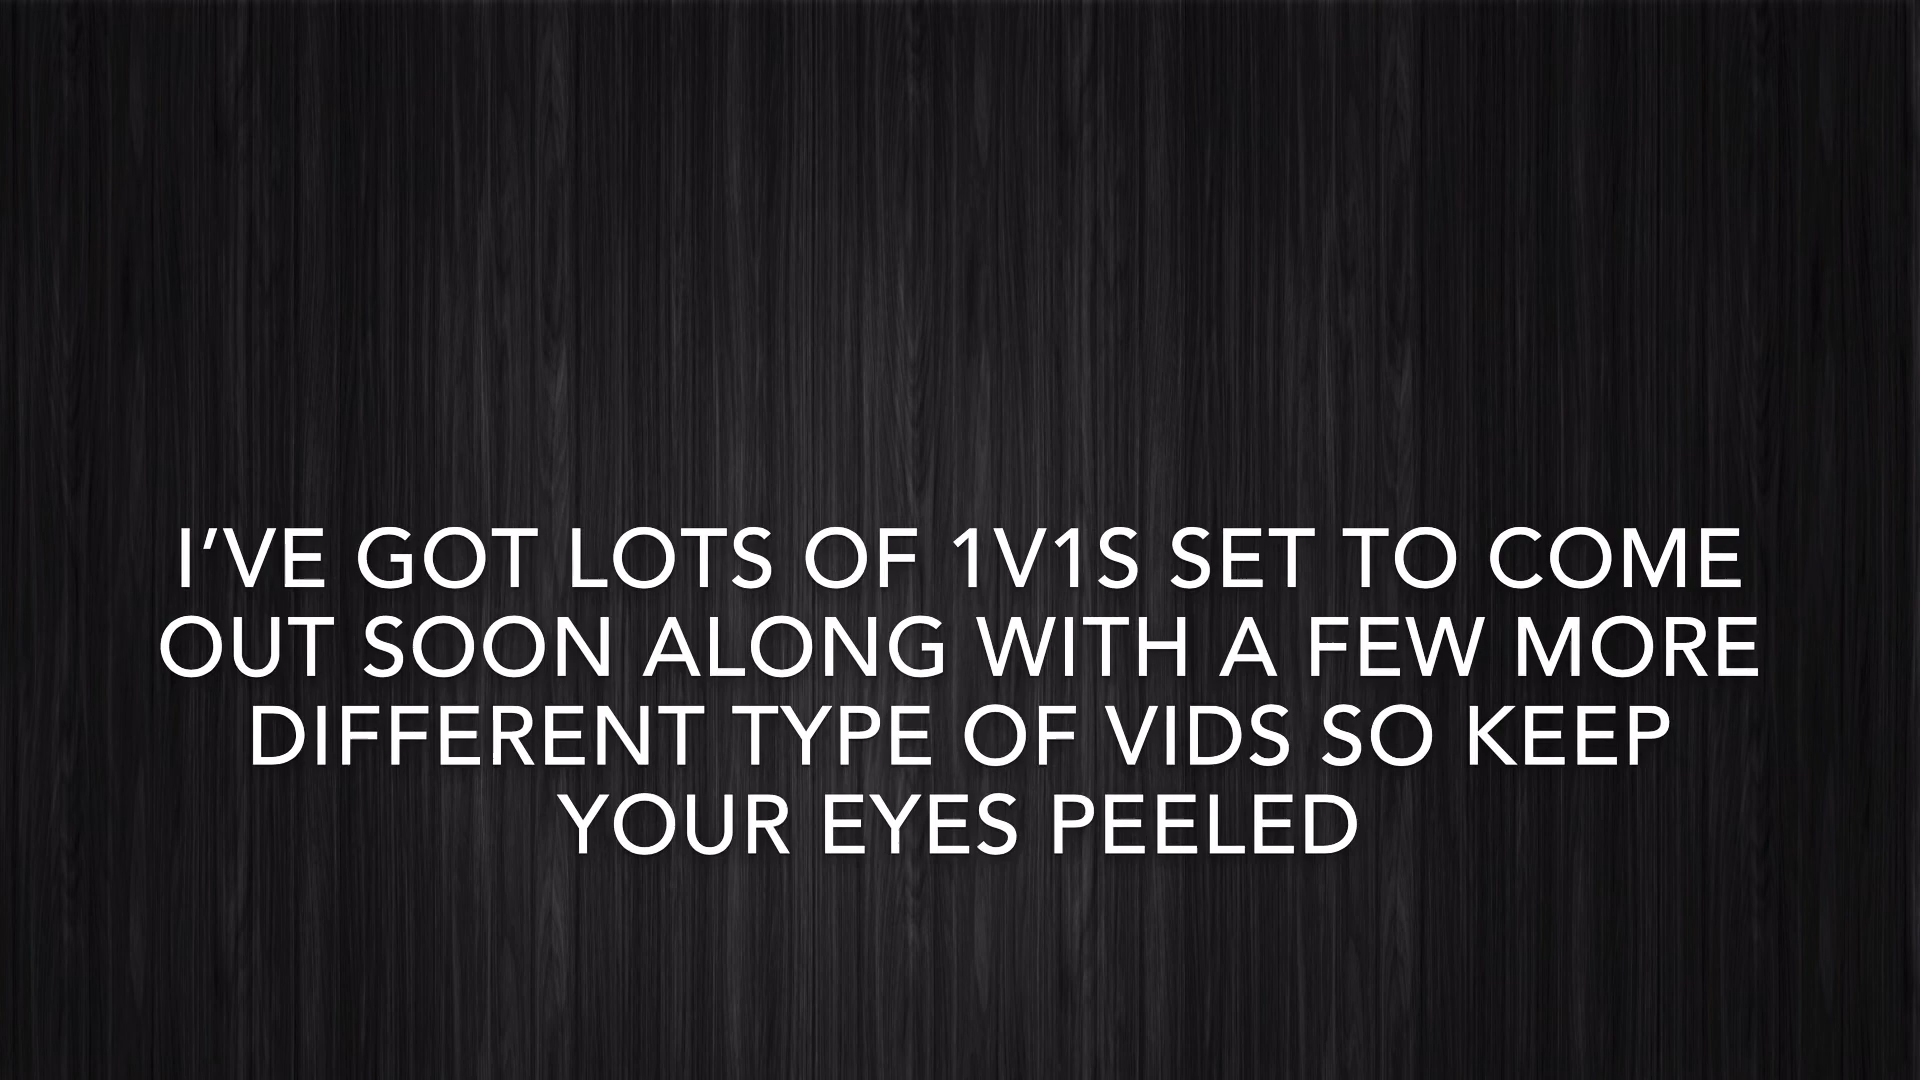 I’VE GOT LOTS OF 1V1S SET TO COME
OUT SOON ALONG WITH A FEW MORE
DIFFERENT TYPE OF VIDS SO KEEP
YOUR EYES PEELED